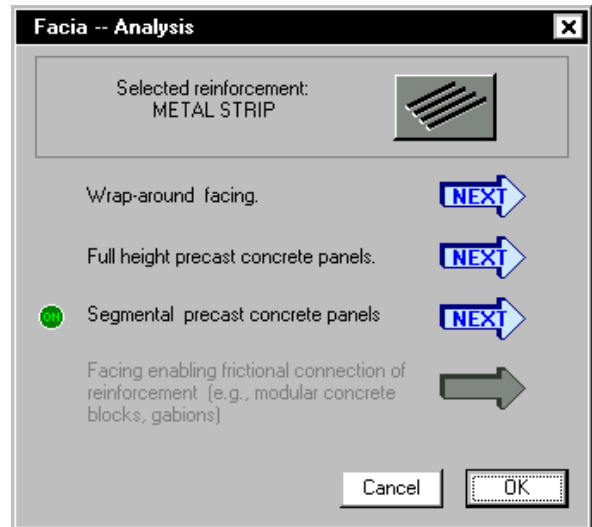 Facia -- Analysis
Selected reinforcement:
METAL STRIP
Wrap-around facing.
NEXT
Full height precast concrete panels.
NEXT
ON
Segmental precast concrete panels
NEXT
Facing enabling frictional connection of
reinforcement (e.g., modular concrete
blocks, gabions)
Cancel
OK